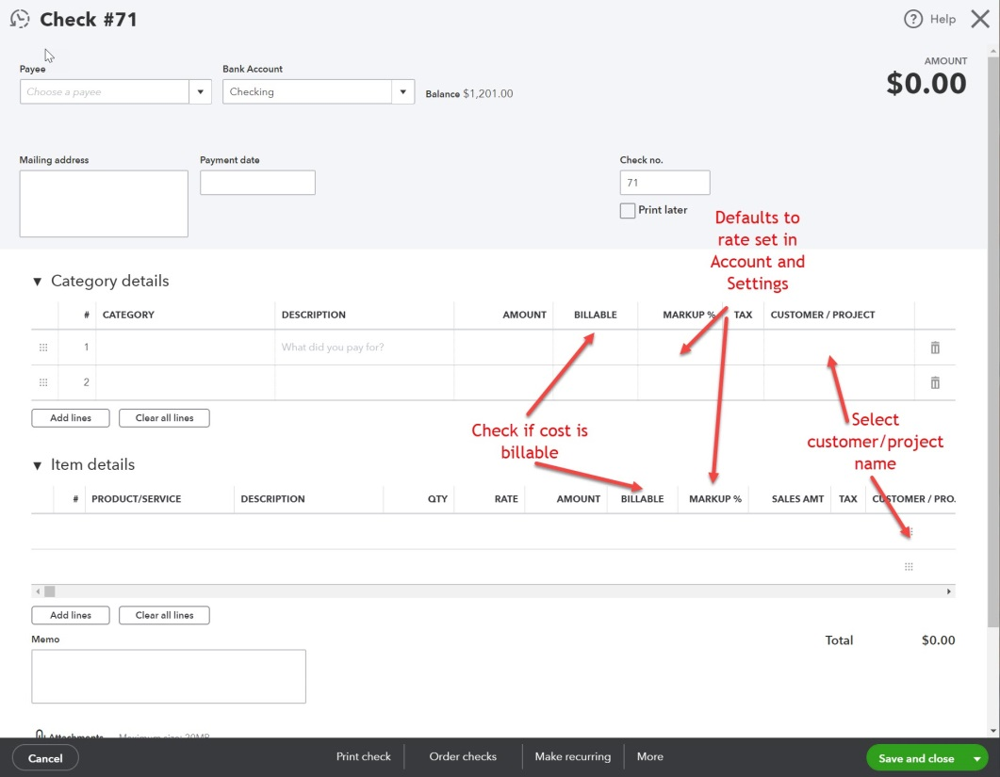 Check #71
Help
AMOUNT
$0.00
Payee
Bank Account
Choose a payee
Checking
Balance $1,201.00
Mailing address
Payment date
Check no.
71
Print later
Defaults to
rate set in
Account and
Settings
Category details
# CATEGORY DESCRIPTION AMOUNT BILLABLE MARKUP % TAX CUSTOMER / PROJECT
1 What did you pay for?
2
Add lines Clear all lines
Check if cost is
billable
Select
customer/project
name
Item details
# PRODUCT/SERVICE DESCRIPTION QTY RATE AMOUNT BILLABLE MARKUP % SALES AMT TAX CUSTOMER / PRO.
Add lines Clear all lines
Memo
Total $0.00
Attachments Maximum size: 20MB
Cancel Print check Order checks Make recurring More Save and close